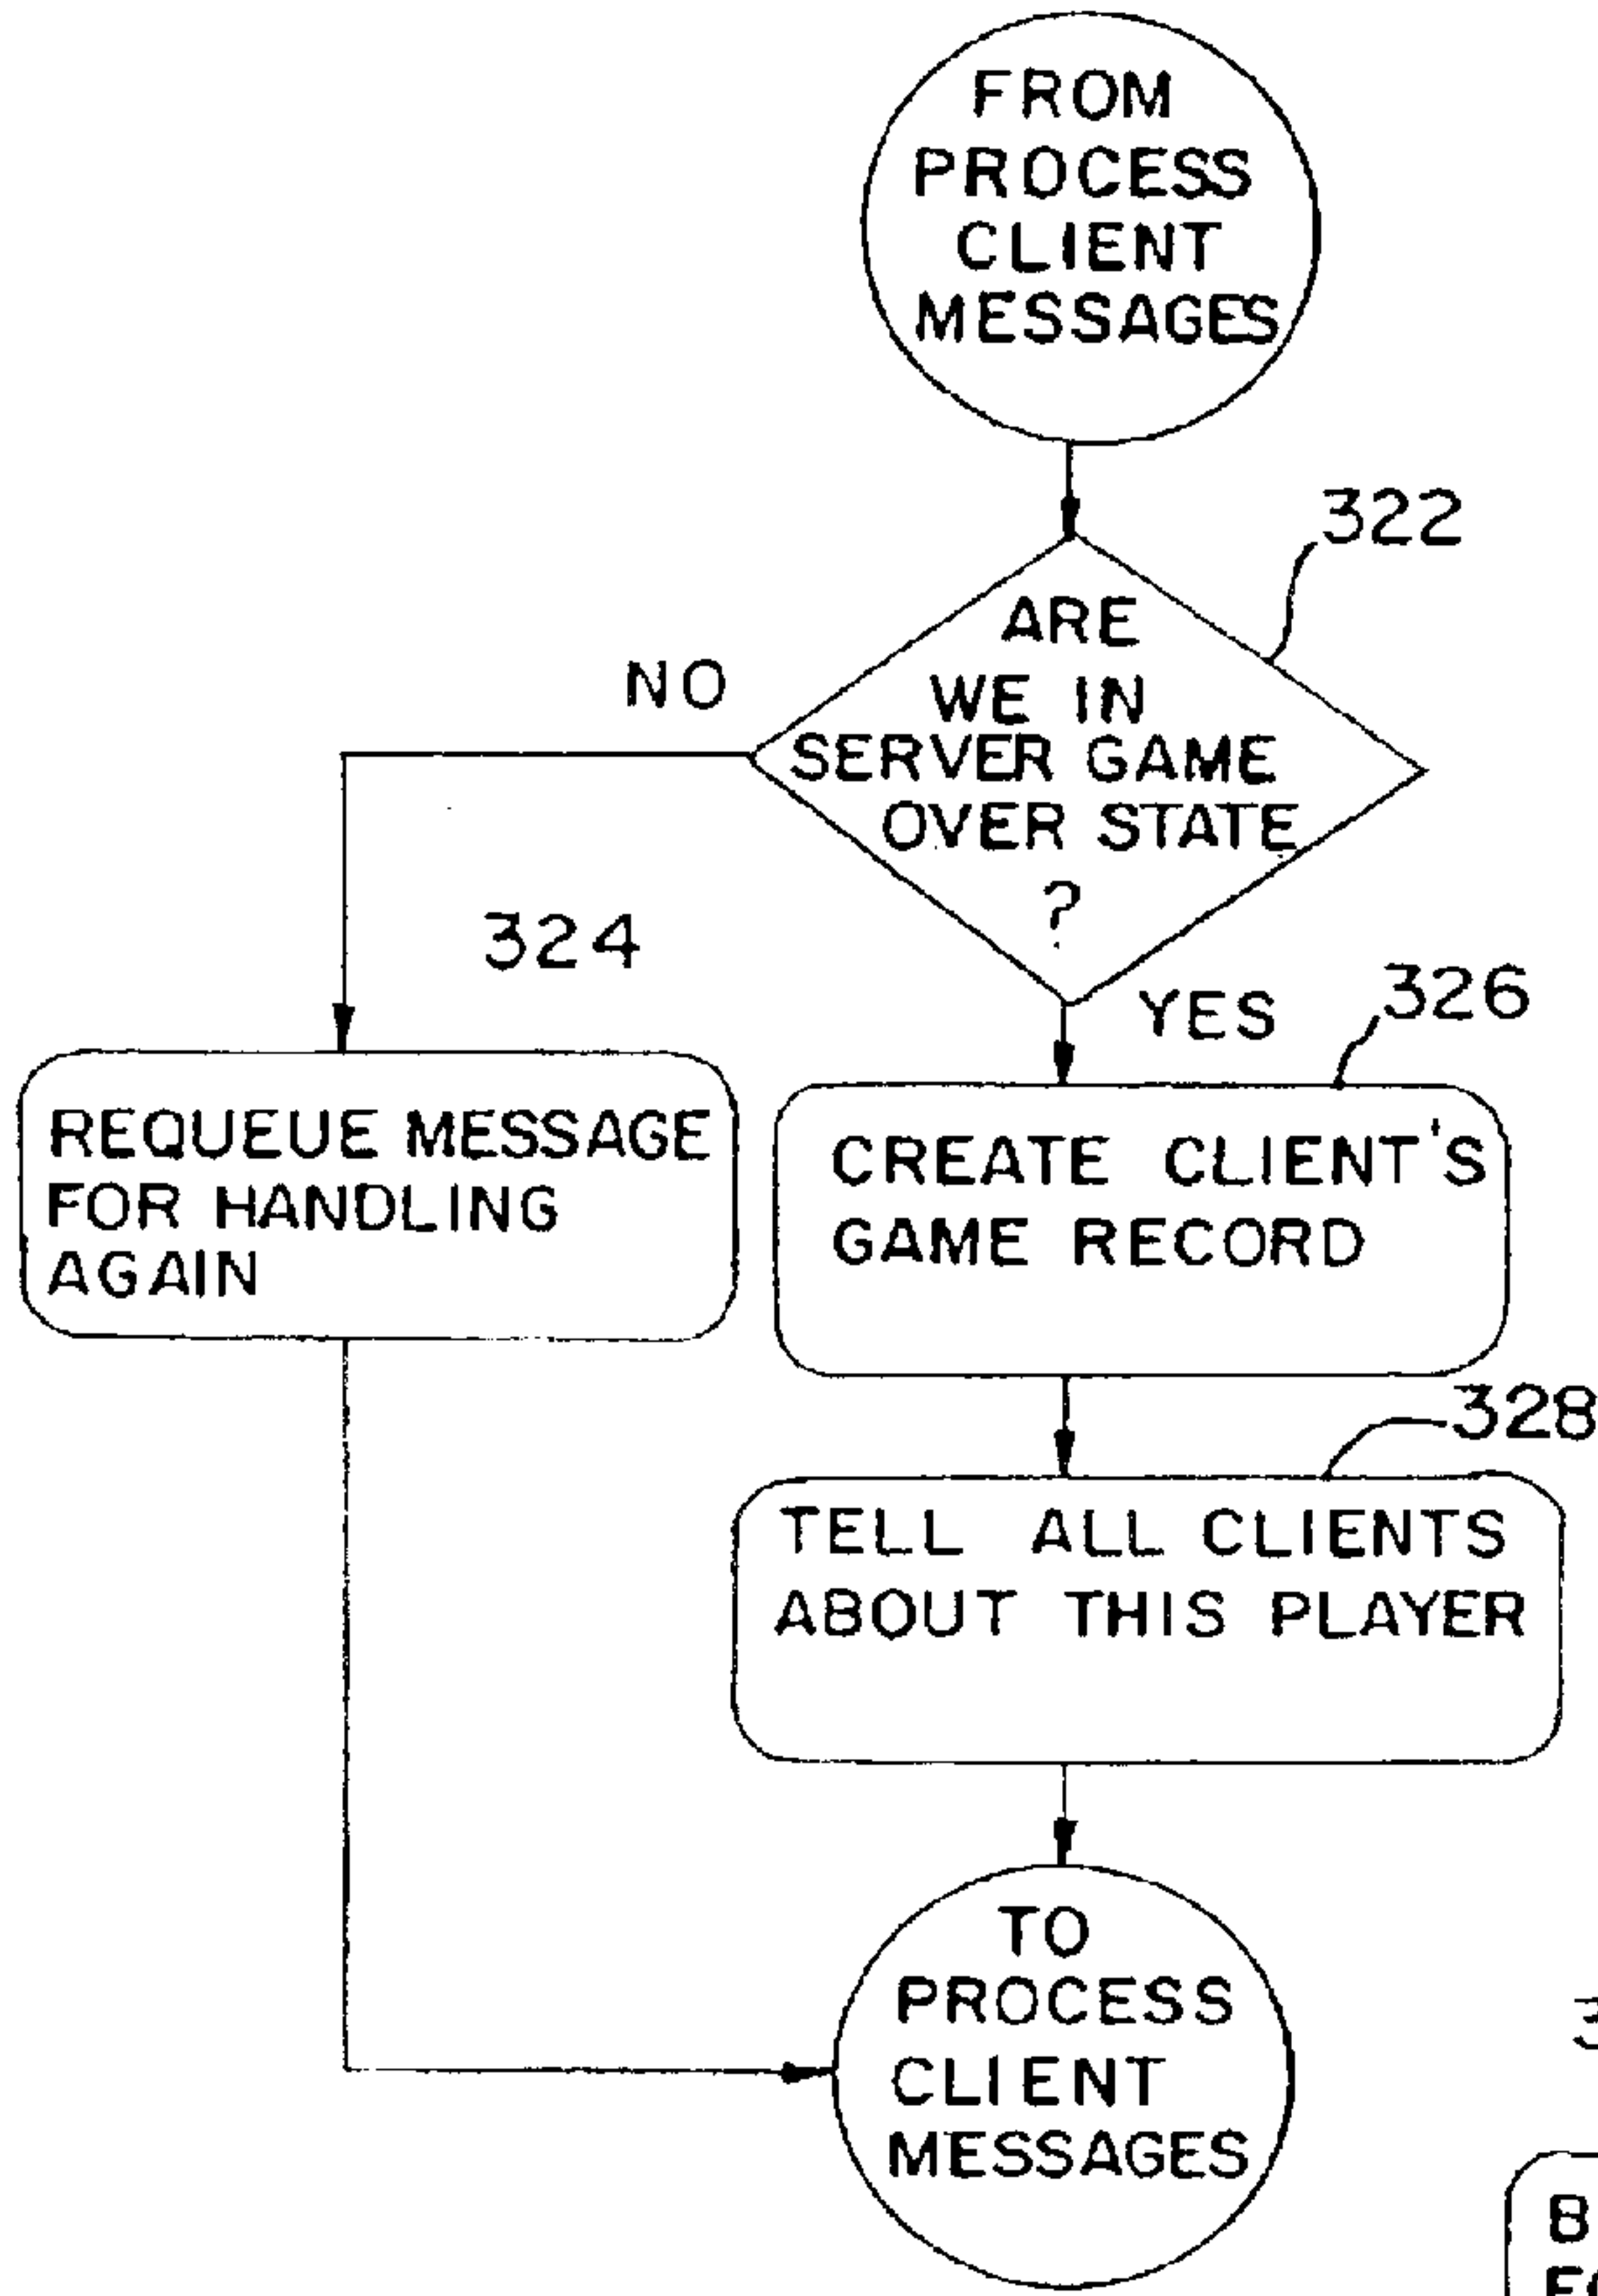 FROM
PROCESS
CLIENT
MESSAGES
322
ARE
WE IN
SERVER GAME
OVER STATE
?
NO
YES
324
326
REQUEUE MESSAGE
FOR HANDLING
AGAIN
CREATE CLIENT'S
GAME RECORD
328
TELL ALL CLIENTS
ABOUT THIS PLAYER
TO
PROCESS
CLIENT
MESSAGES